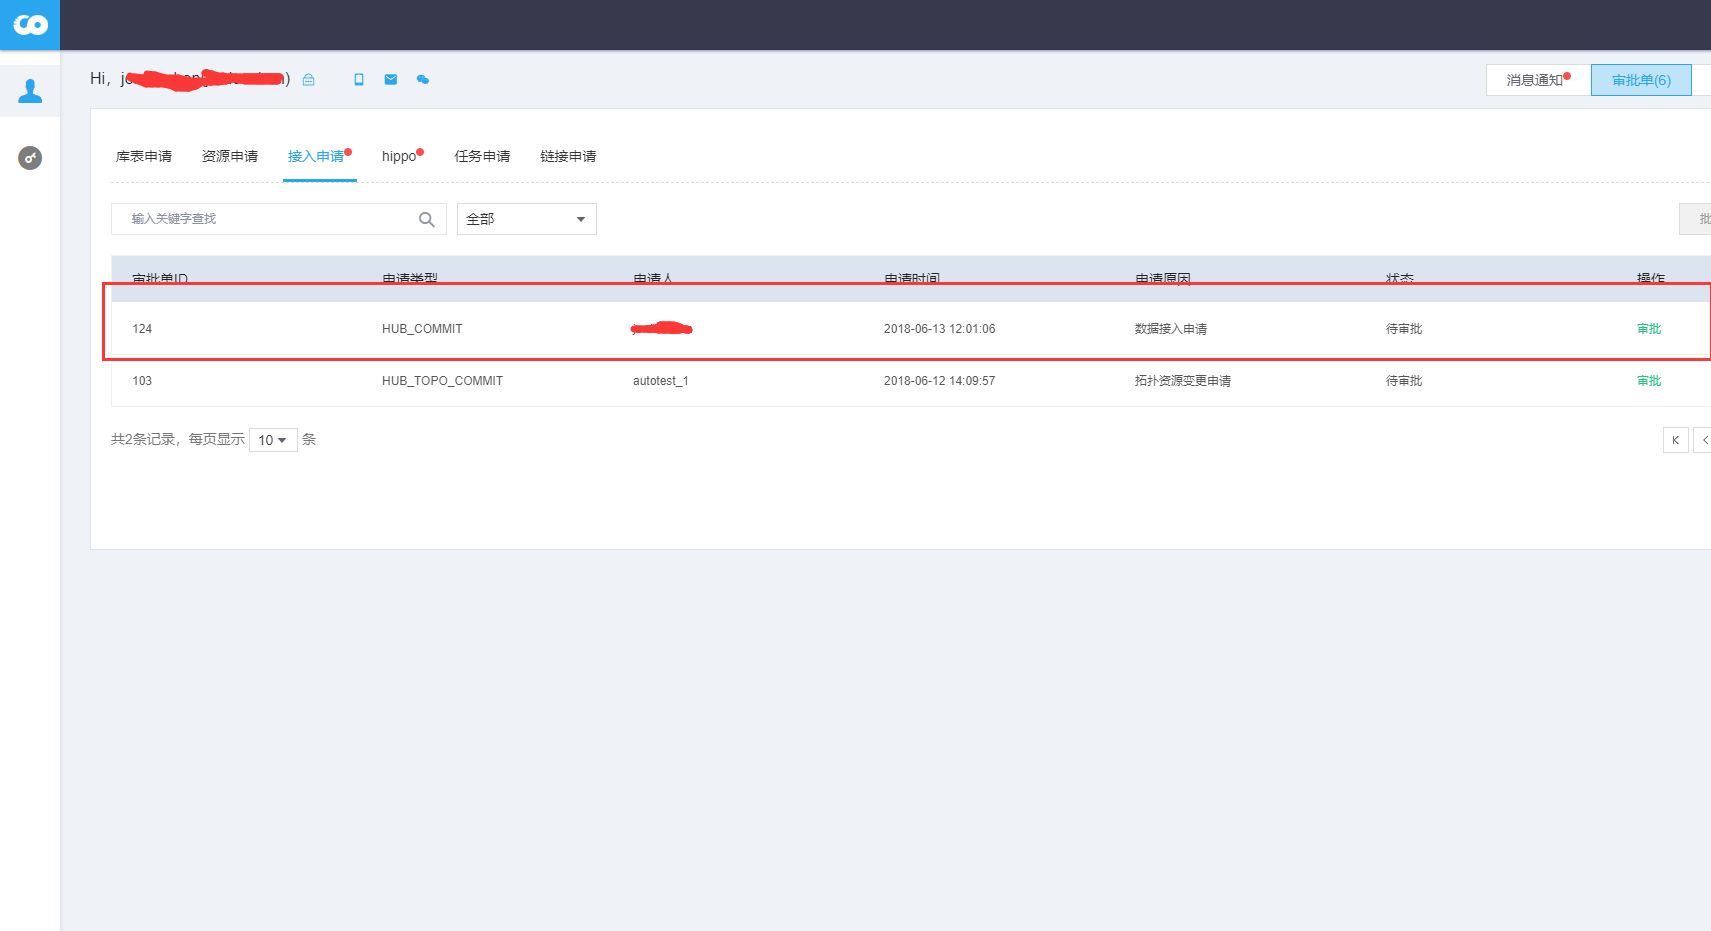 Hi，
消息通知
审批单(6)
库表申请
资源申请
接入申请
hippo
任务申请
链接申请
输入关键字查找
全部
批
审批单ID
申请类型
申请人
申请时间
申请原因
状态
操作
124
HUB_COMMIT
2018-06-13 12:01:06
数据接入申请
待审批
审批
103
HUB_TOPO_COMMIT
autotest_1
2018-06-12 14:09:57
拓扑资源变更申请
待审批
审批
共2条记录，每页显示 10 条